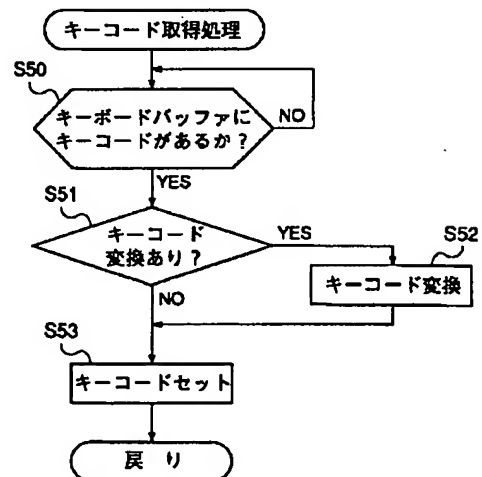 キーコード取得処理
S50
キーボードバッファに
キーコードがあるか?
NO
YES
S51
キーコード
変換あり?
YES
S52
キーコード変換
NO
S53
キーコードセット
戻り